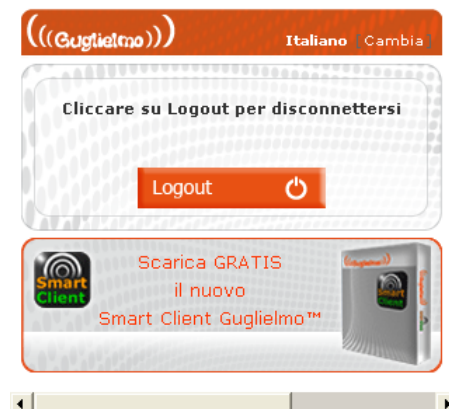 (((Guglielmo)))
Italiano [Cambia]
Cliccare su Logout per disconnettersi
Logout
Smart
Client
Scarica GRATIS
il nuovo
Smart Client Guglielmo™
(Guglielmo)
Smart
Client